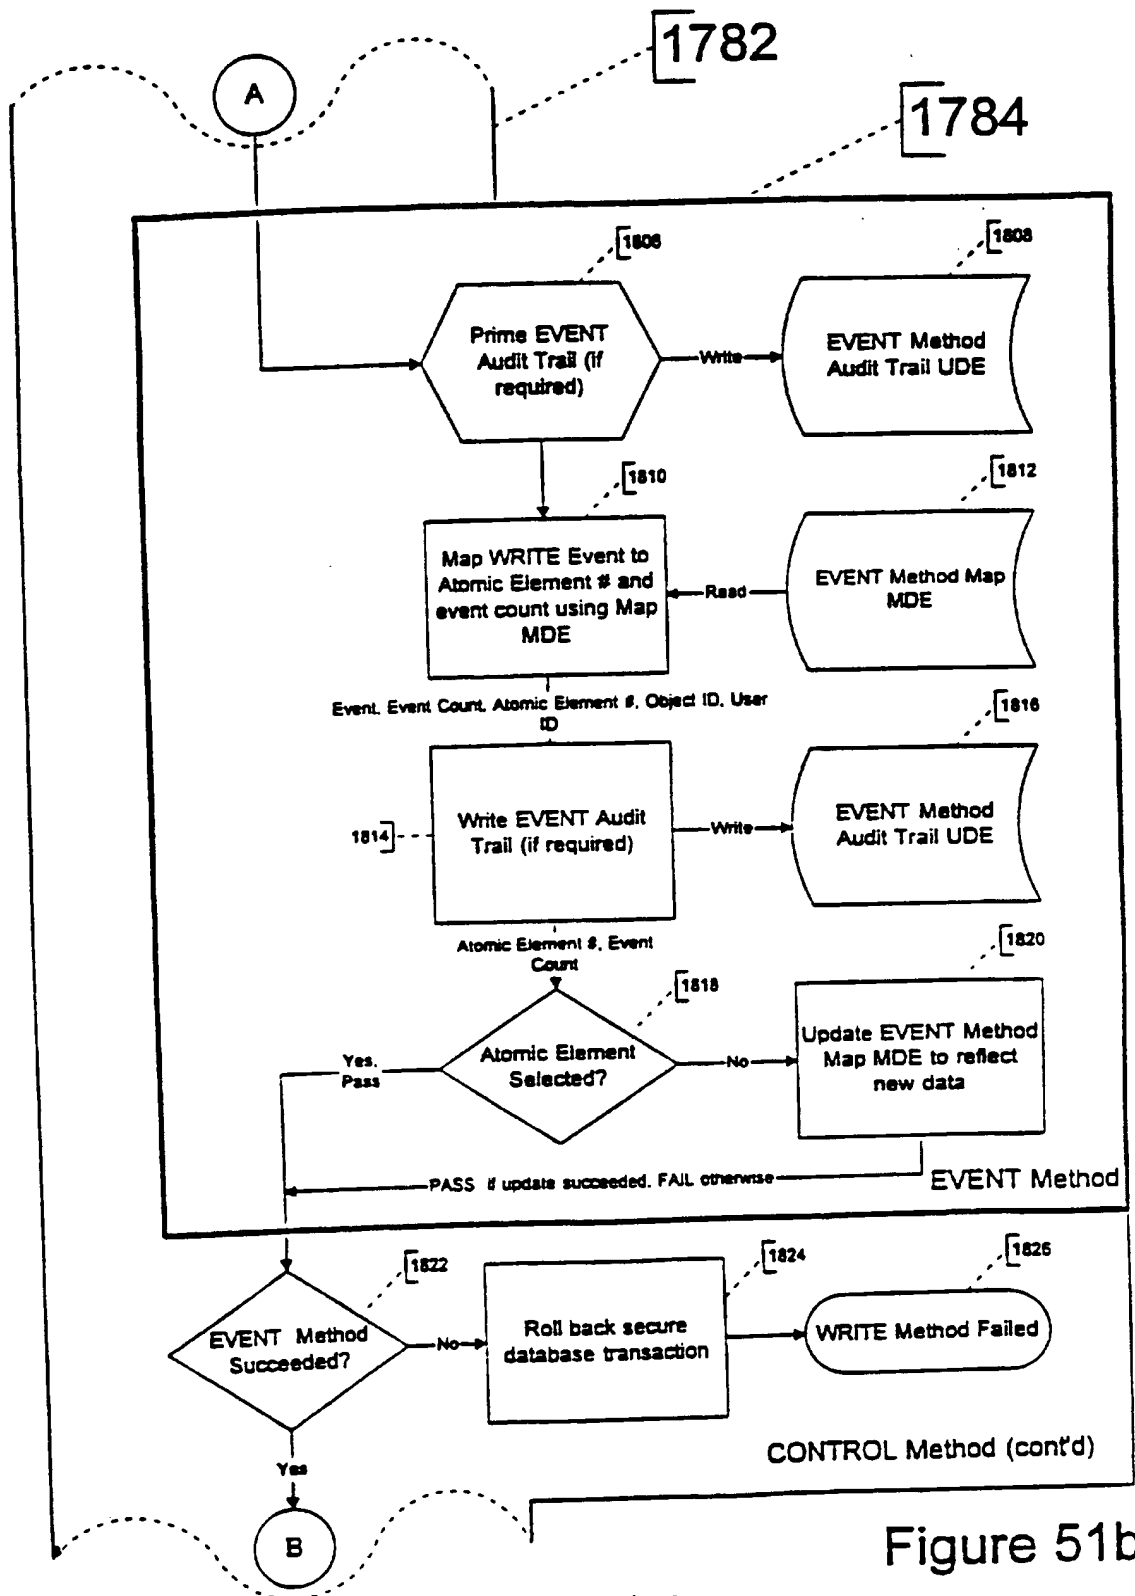 1782
A
1784
1806
1808
Prime EVENT
Audit Trail (if
required)
Write
EVENT Method
Audit Trail UDE
1810
1812
Map WRITE Event to
Atomic Element # and
event count using Map
MDE
Read
EVENT Method Map
MDE
Event, Event Count, Atomic Element #, Object ID, User
ID
1816
1814
Write EVENT Audit
Trail (if required)
Write
EVENT Method
Audit Trail UDE
Atomic Element #, Event
Count
1818
1820
Yes,
Pass
Atomic Element
Selected?
No
Update EVENT Method
Map MDE to reflect
new data
PASS if update succeeded, FAIL otherwise
EVENT Method
1822
1824
1826
EVENT Method
Succeeded?
No
Roll back secure
database transaction
WRITE Method Failed
CONTROL Method (cont'd)
Yes
B
Figure 51b